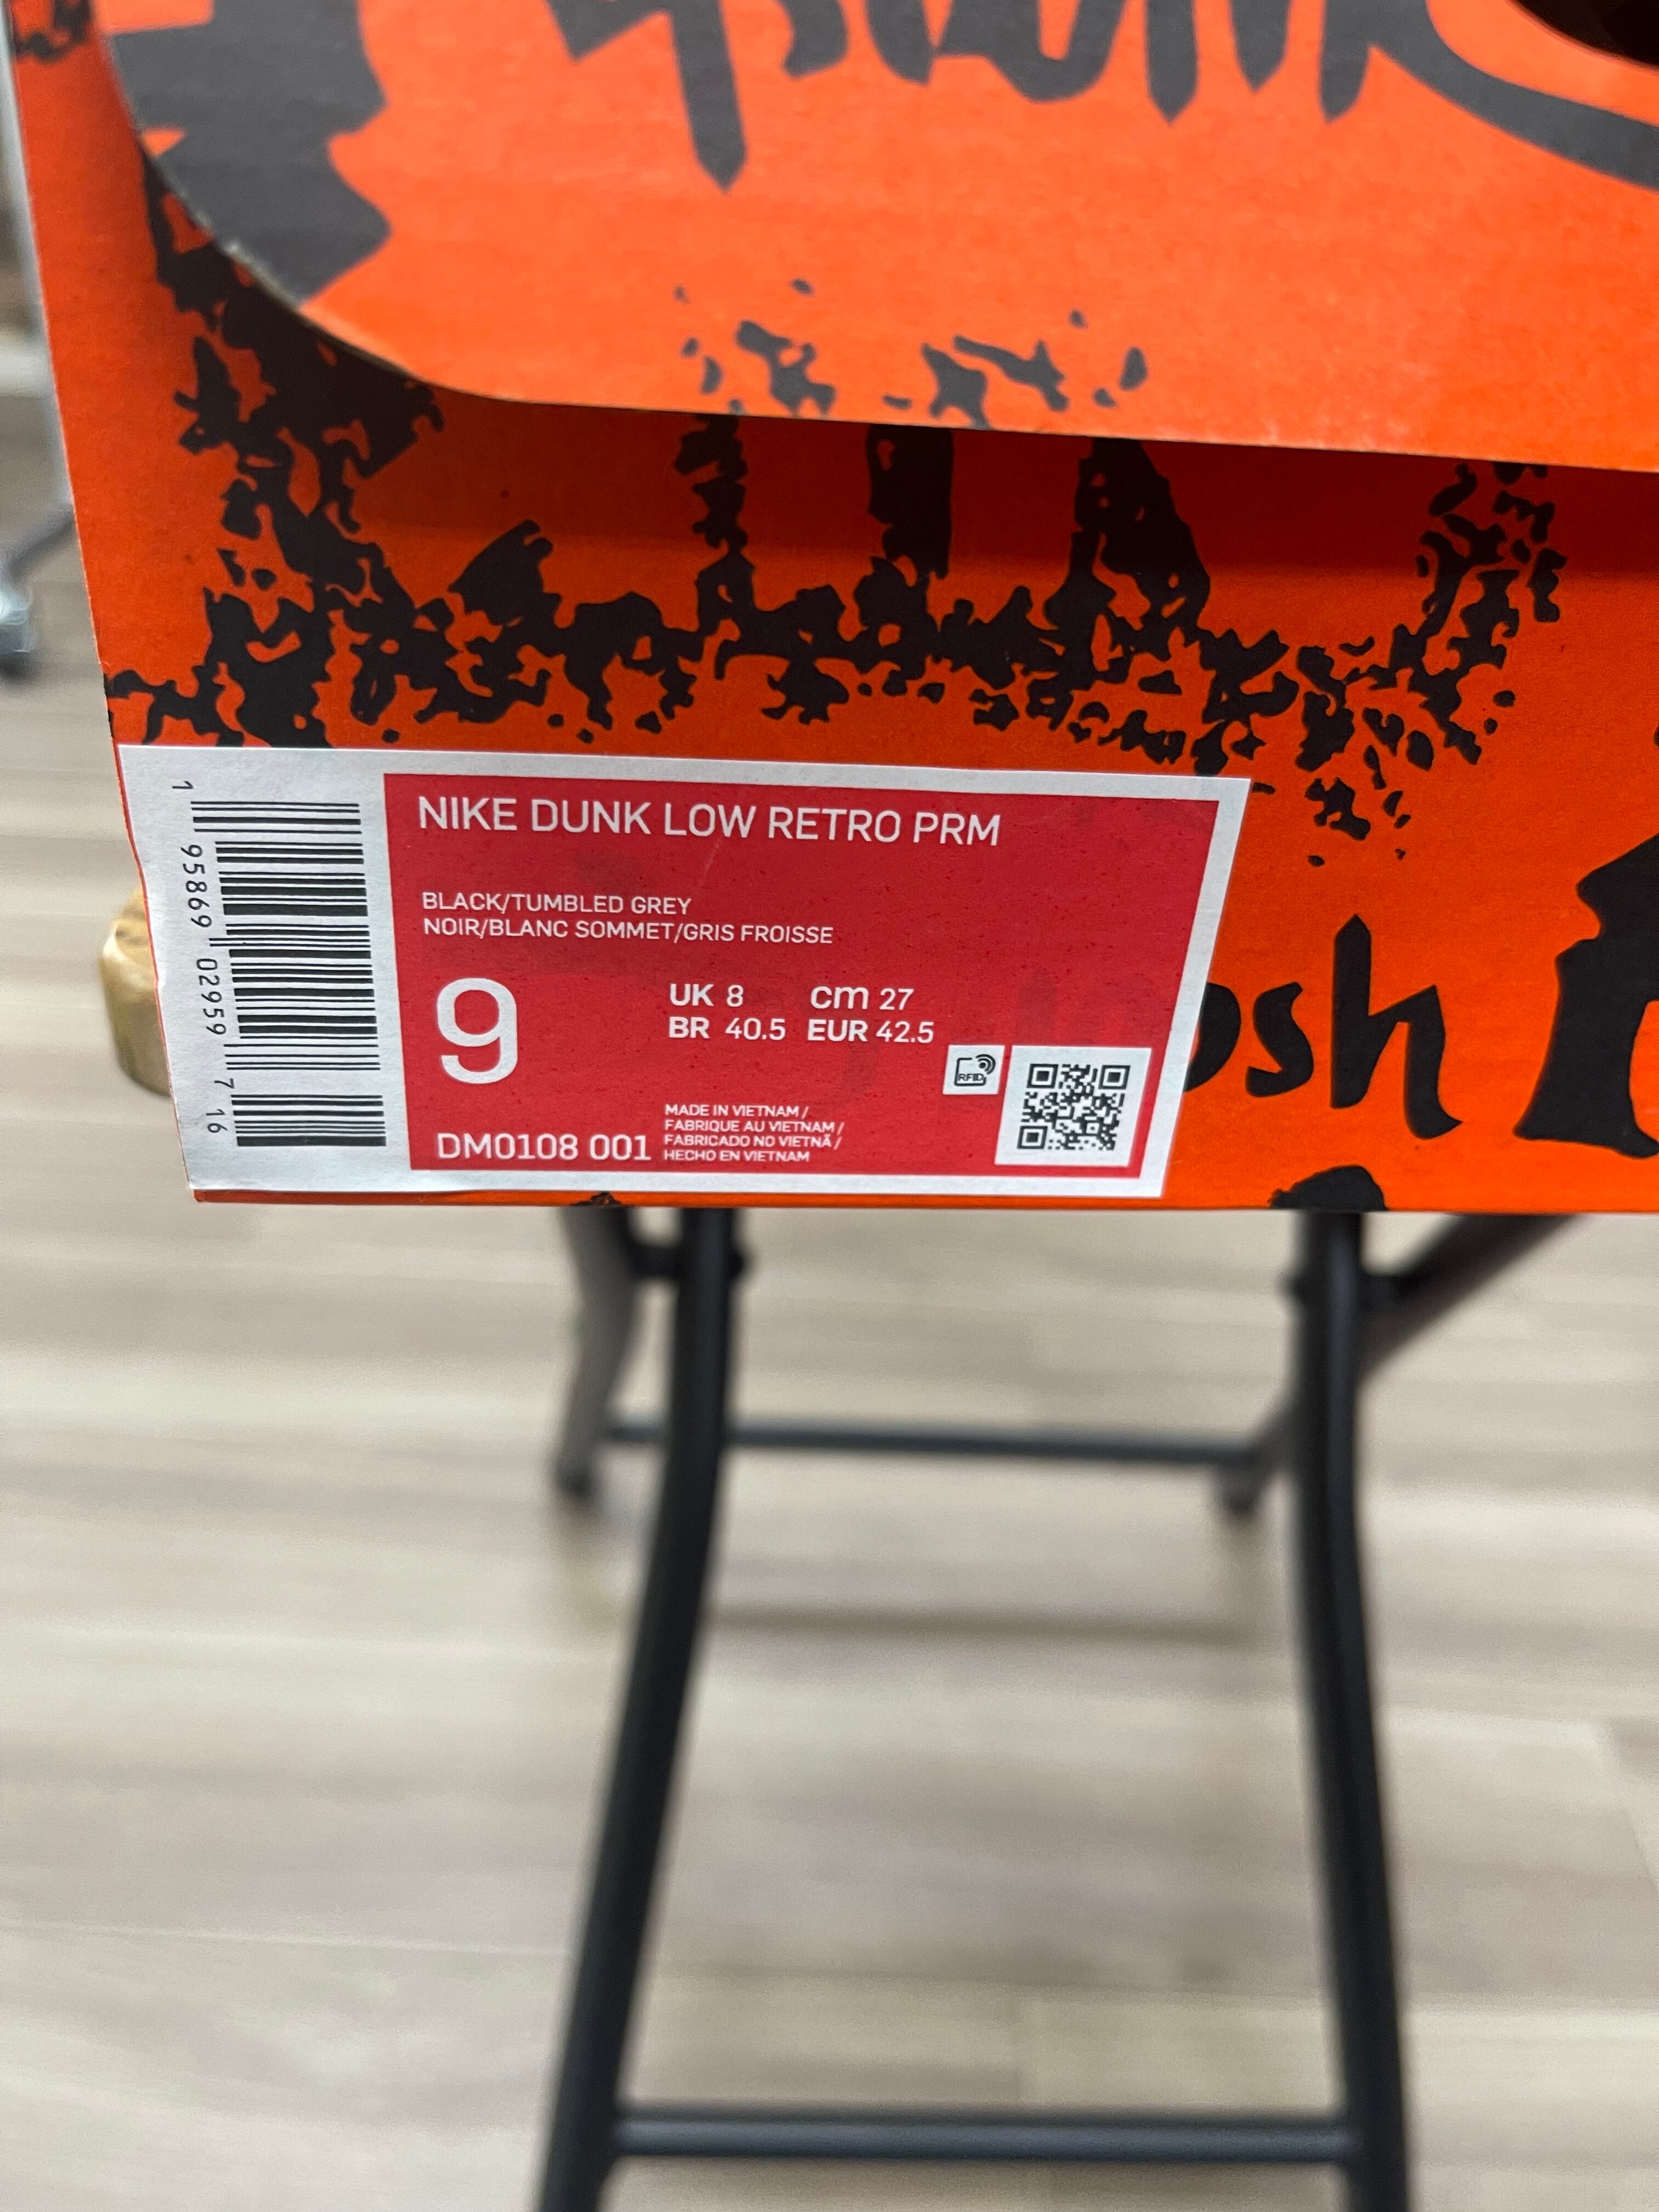 NIKE DUNK LOW RETRO PRM
BLACK/TUMBLED GREY
NOIR/BLANC SOMMET/GRIS FROISSE
9
UK 8 cm 27
BR 40.5 EUR 42.5
RFID
DM0108 001
MADE IN VIETNAM /
FABRIQUE AU VIETNAM /
FABRICADO NO VIETNÃ /
HECHO EN VIETNAM
1 95869 02959 7 16
osh